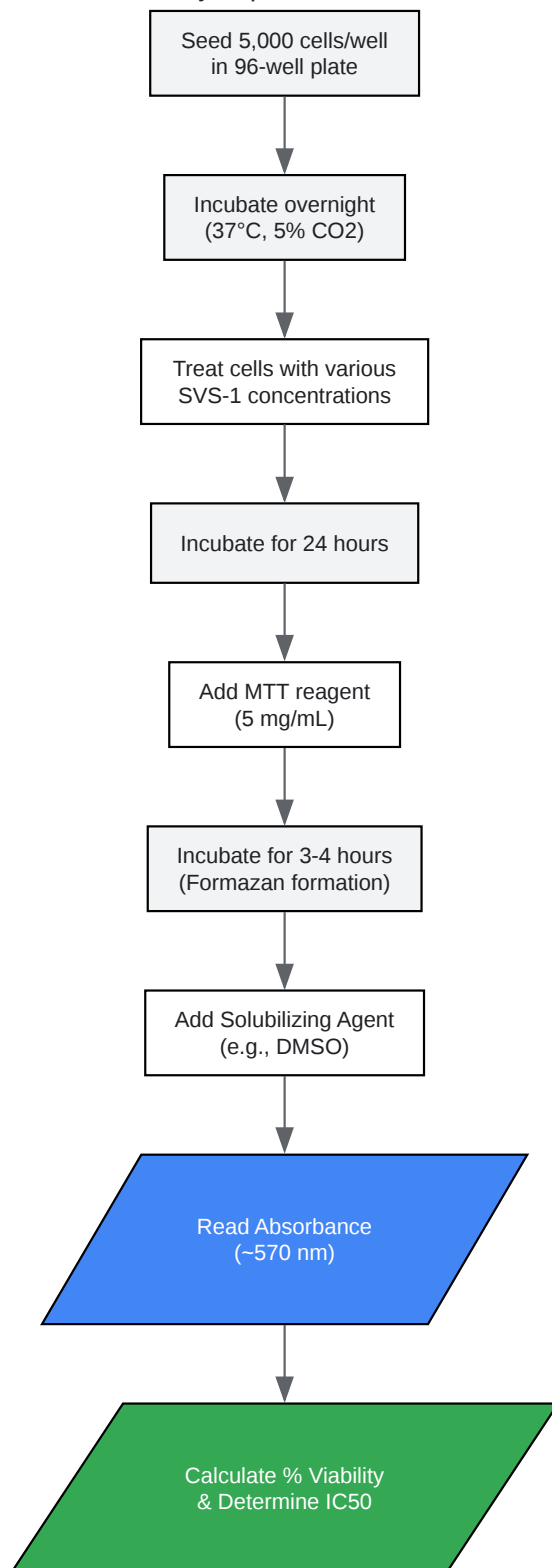 Seed 5,000 cells/well
in 96-well plate
Incubate overnight
(37°C, 5% CO2)
Treat cells with various
SVS-1 concentrations
Incubate for 24 hours
Add MTT reagent
(5 mg/mL)
Incubate for 3-4 hours
(Formazan formation)
Add Solubilizing Agent
(e.g., DMSO)
Read Absorbance
(~570 nm)
Calculate % Viability
& Determine IC50